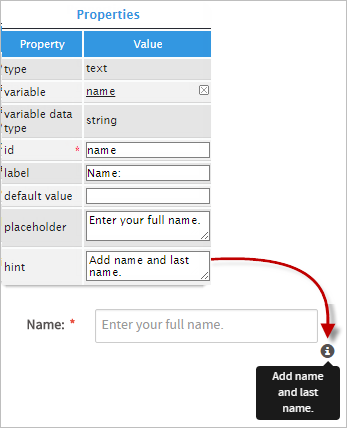 Properties
Property Value
type text
variable name
variable data type string
id * name
label Name:
default value
placeholder Enter your full name.
hint Add name and last name.
Name: * Enter your full name.
Add name
and last
name.